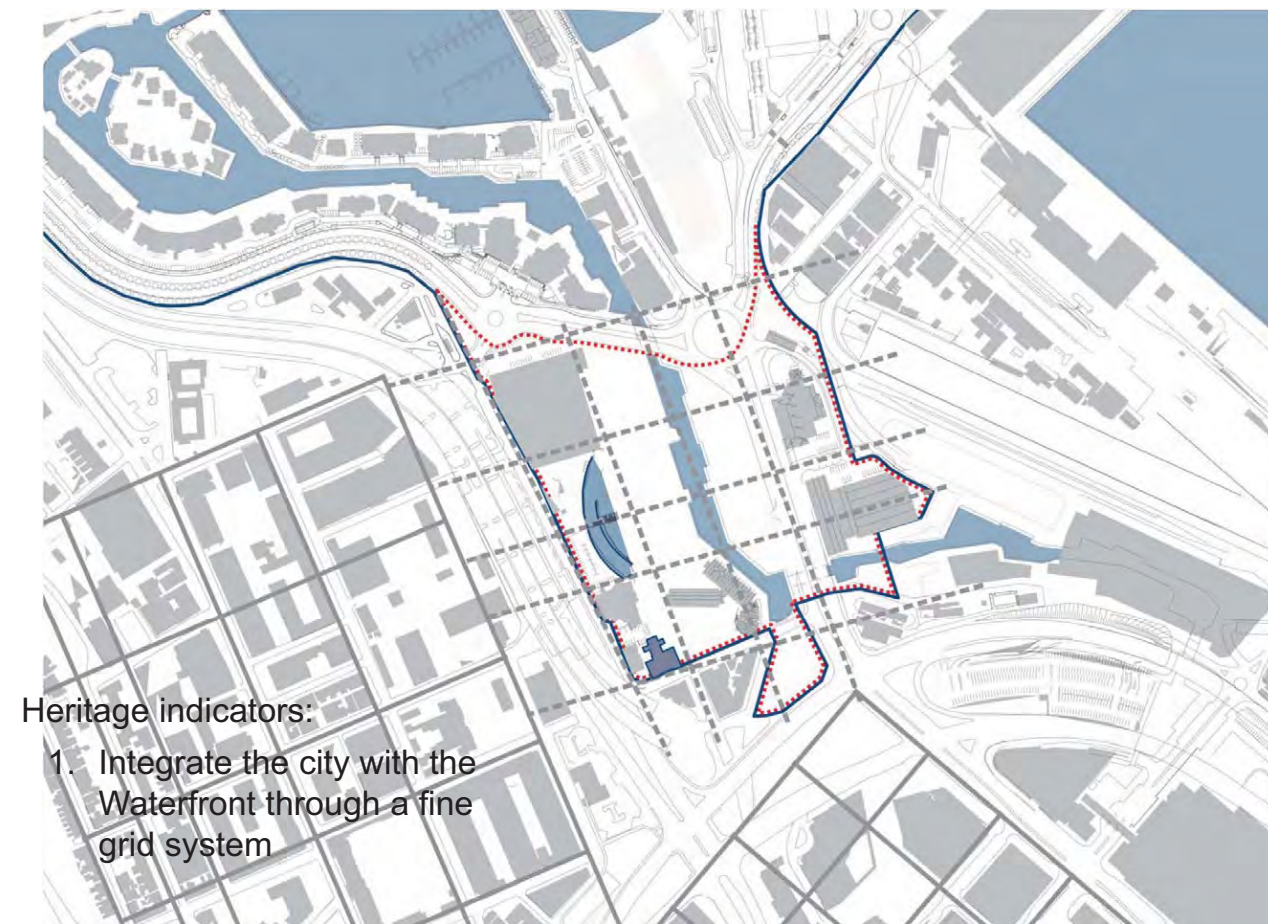 Heritage indicators:
1. Integrate the city with the
Waterfront through a fine
grid system